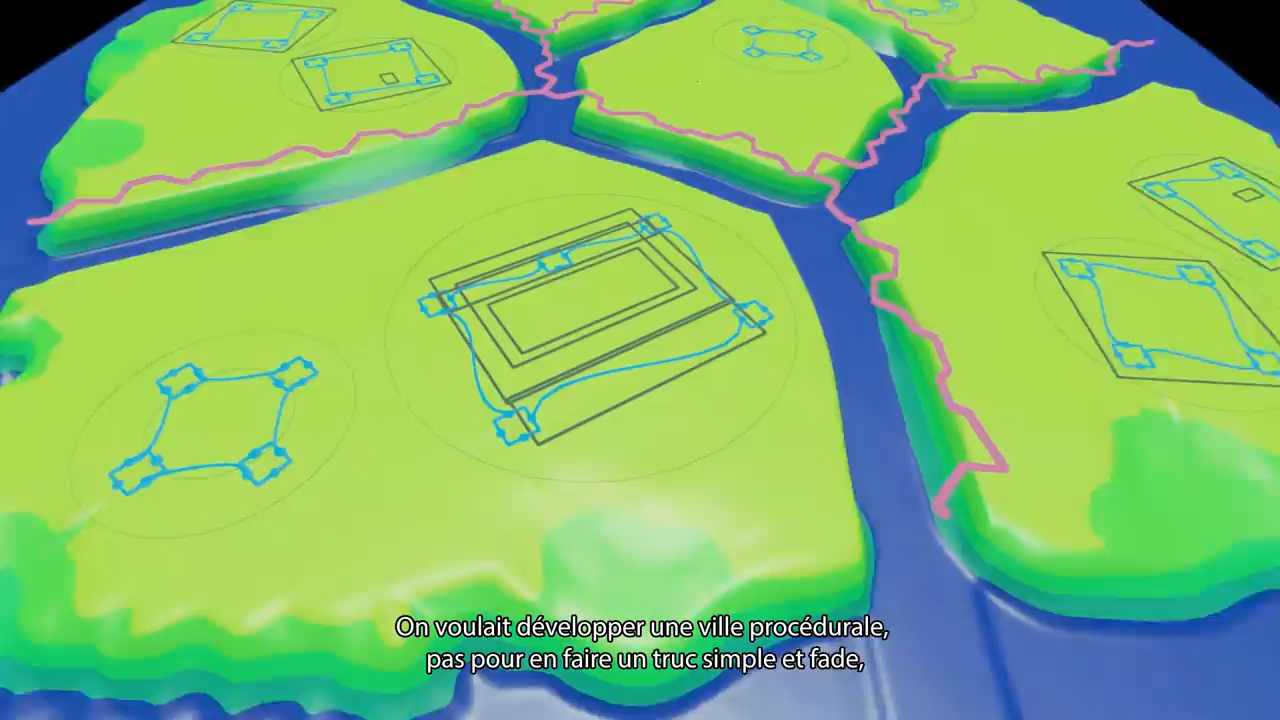 On voulait développer une ville procédurale,
pas pour en faire un truc simple et fade,